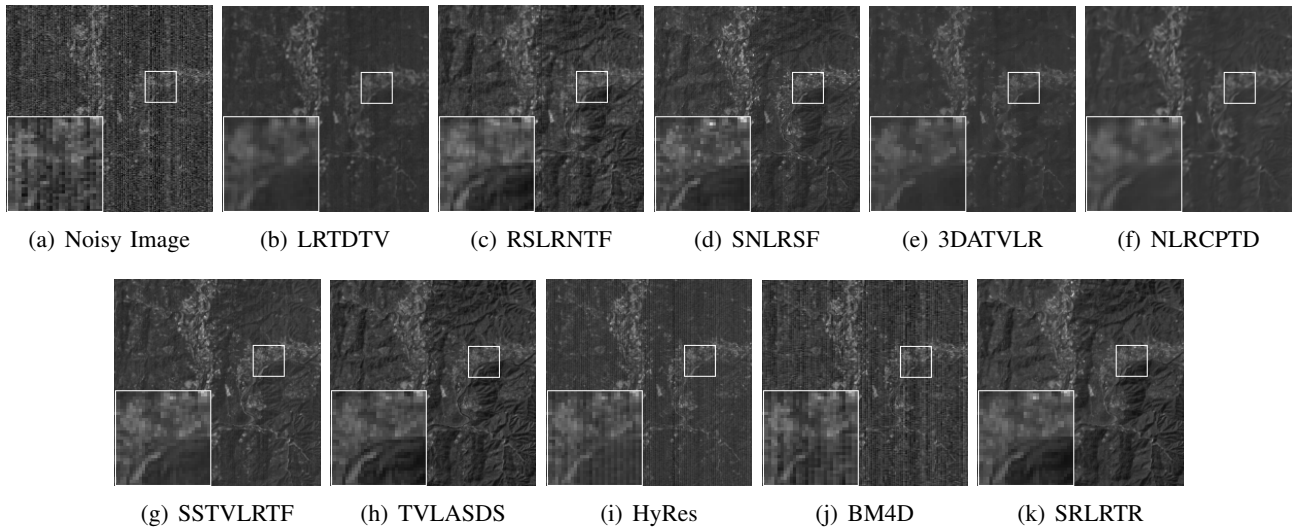 (a) Noisy Image
(b) LRTDTV
(c) RSLRNTF
(d) SNLRSF
(e) 3DATVLR
(f) NLRCPTD
(g) SSTVLRTF
(h) TVLASDS
(i) HyRes
(j) BM4D
(k) SRLRTR